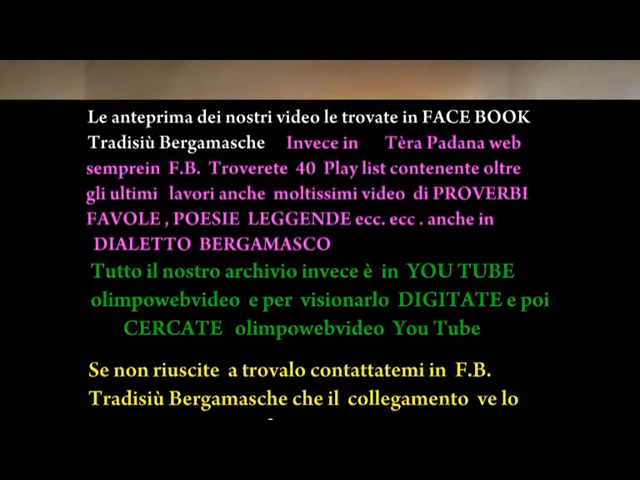 Le anteprima dei nostri video le trovate in FACE BOOK
Tradisiù Bergamasche Invece in Tèra Padana web
semprein F.B. Troverete 40 Play list contenente oltre
gli ultimi lavori anche moltissimi video di PROVERBI
FAVOLE , POESIE LEGGENDE ecc. ecc . anche in
DIALETTO BERGAMASCO
Tutto il nostro archivio invece è in YOU TUBE
olimpowebvideo e per visionarlo DIGITATE e poi
CERCATE olimpowebvideo You Tube
Se non riuscite a trovalo contattatemi in F.B.
Tradisiù Bergamasche che il collegamento ve lo